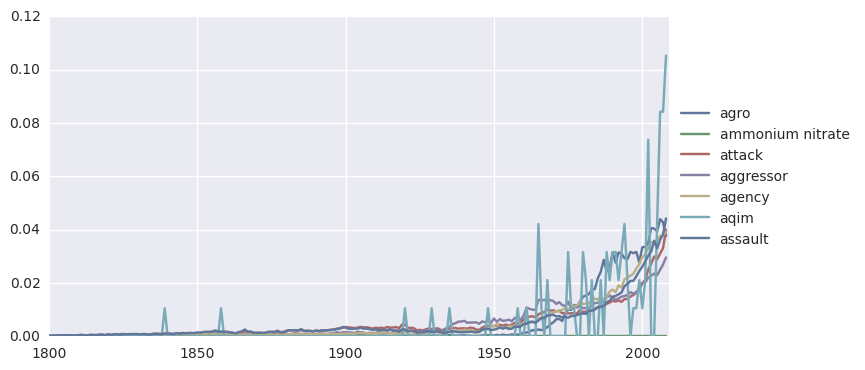 0.12
0.10
0.08
0.06
0.04
0.02
0.00
1800
1850
1900
1950
2000
agro
ammonium nitrate
attack
aggressor
agency
aqim
assault